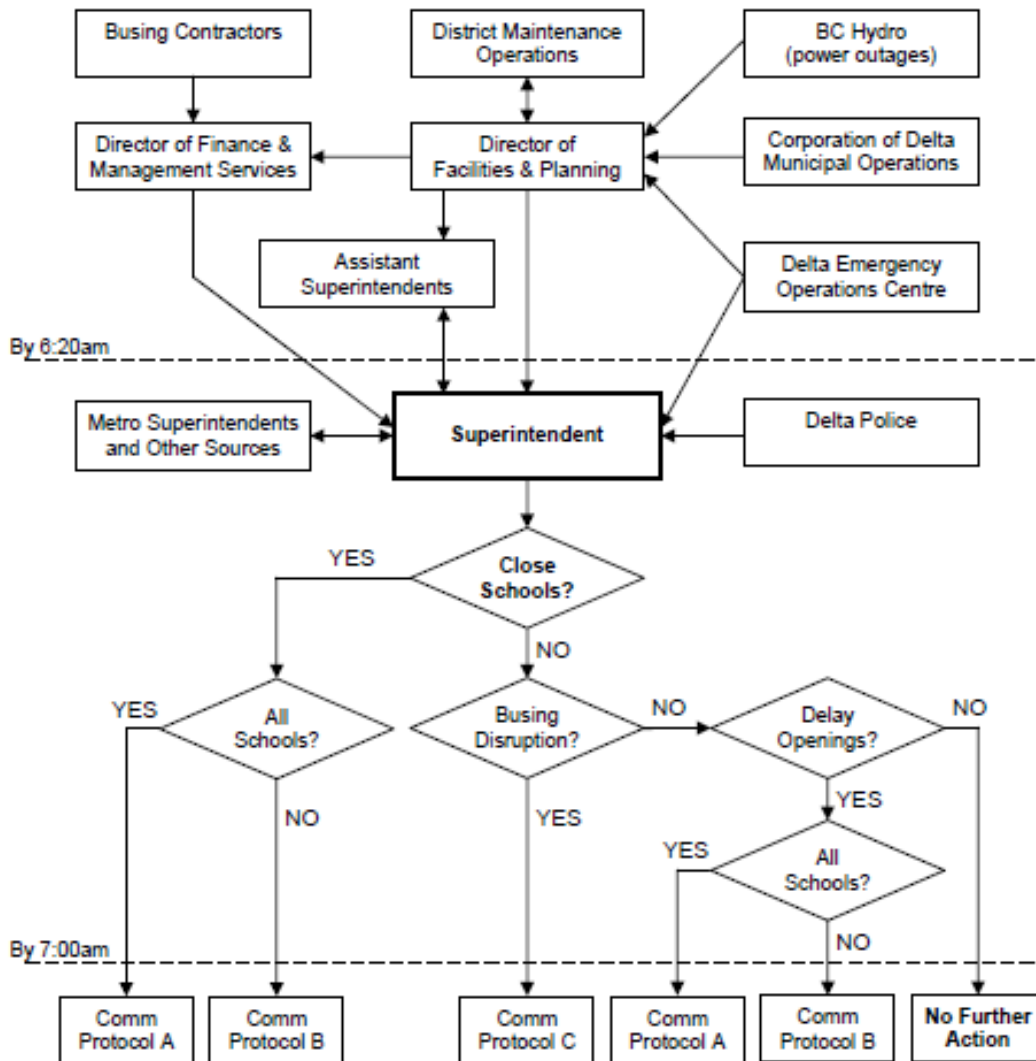 Busing Contractors
District Maintenance
Operations
BC Hydro
(power outages)
Director of Finance &
Management Services
Director of
Facilities & Planning
Corporation of Delta
Municipal Operations
Assistant
Superintendents
Delta Emergency
Operations Centre
By 6:20am
Metro Superintendents
and Other Sources
Superintendent
Delta Police
YES
Close
Schools?
NO
YES
All
Schools?
Busing
Disruption?
NO
Delay
Openings?
NO
NO
YES
YES
YES
All
Schools?
By 7:00am
NO
Comm
Protocol A
Comm
Protocol B
Comm
Protocol C
Comm
Protocol A
Comm
Protocol B
No Further
Action